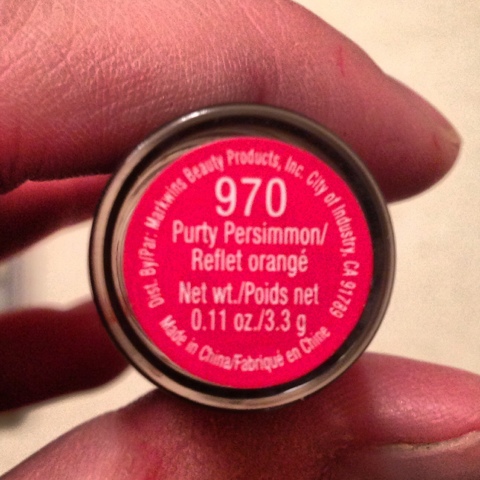 Dist. By/Par: Markwins Beauty Products, Inc. City of Industry, CA 91789
970
Purty Persimmon/
Reflet orangé
Net wt./Poids net
0.11 oz./3.3 g
Made in China/Fabriqué en Chine